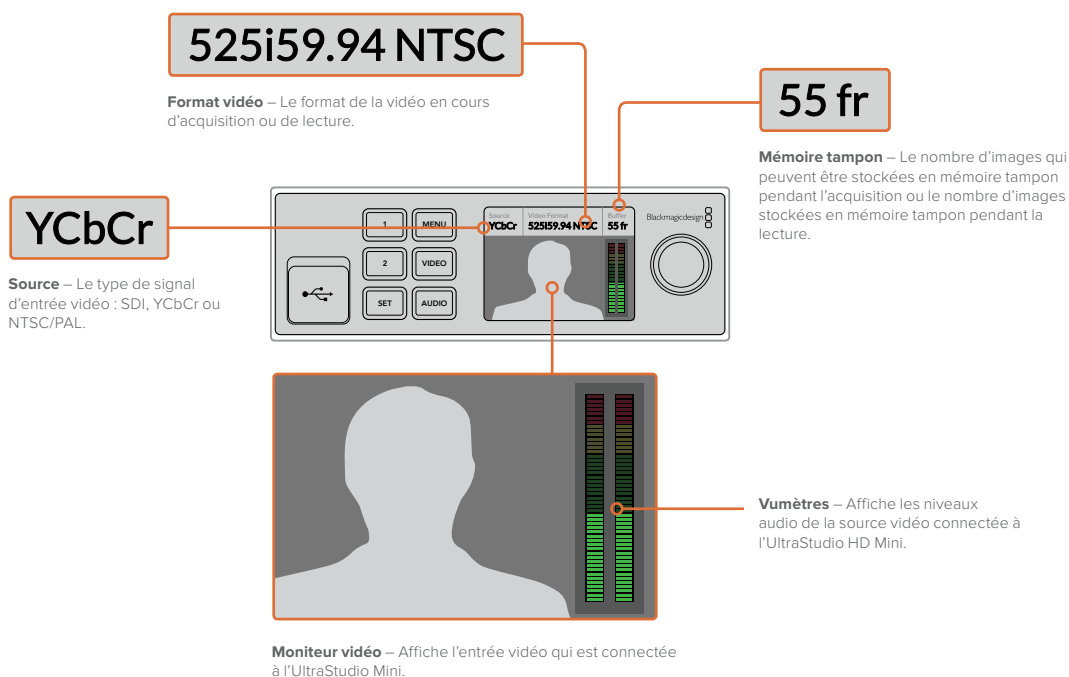 525i59.94 NTSC
Format vidéo – Le format de la vidéo en cours
d'acquisition ou de lecture.
55 fr
Mémoire tampon – Le nombre d'images qui
peuvent être stockées en mémoire tampon
pendant l'acquisition ou le nombre d'images
stockées en mémoire tampon pendant la
lecture.
YCbCr
Source – Le type de signal
d'entrée vidéo : SDI, YCbCr ou
NTSC/PAL.
1
MENU
2
VIDEO
SET
AUDIO
Source
YCbCr
Video Format
525I59.94 NTSC
Buffer
55 fr
Blackmagicdesign
Vumètres – Affiche les niveaux
audio de la source vidéo connectée à
l'UltraStudio HD Mini.
Moniteur vidéo – Affiche l'entrée vidéo qui est connectée
à l'UltraStudio Mini.